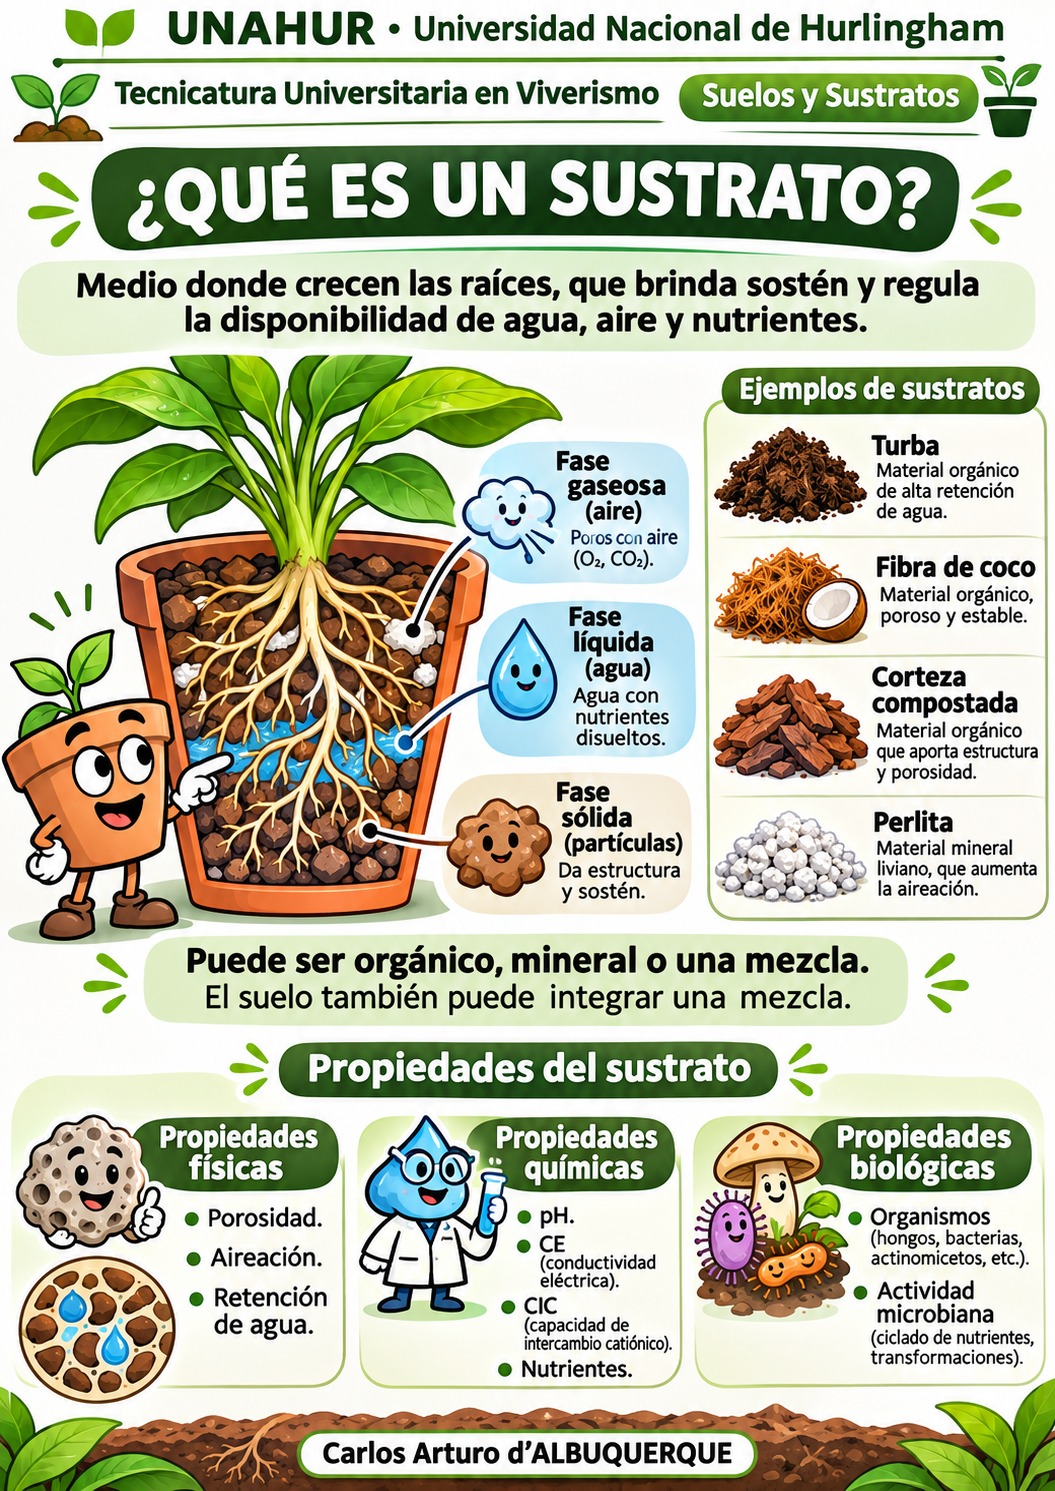 UNAHUR • Universidad Nacional de Hurlingham
Tecnicatura Universitaria en Viverismo
Suelos y Sustratos
¿QUÉ ES UN SUSTRATO?
Medio donde crecen las raíces, que brinda sostén y regula
la disponibilidad de agua, aire y nutrientes.
Fase
gaseosa
(aire)
Poros con aire
(O₂, CO₂).
Fase
líquida
(agua)
Agua con
nutrientes
disueltos.
Fase
sólida
(partículas)
Da estructura
y sostén.
Ejemplos de sustratos
Turba
Material orgánico
de alta retención
de agua.
Fibra de coco
Material orgánico,
poroso y estable.
Corteza
compostada
Material orgánico
que aporta estructura
y porosidad.
Perlita
Material mineral
liviano, que aumenta
la aireación.
Puede ser orgánico, mineral o una mezcla.
El suelo también puede integrar una mezcla.
Propiedades del sustrato
Propiedades
físicas
• Porosidad.
• Aireación.
• Retención
de agua.
Propiedades
químicas
• pH.
• CE
(conductividad
eléctrica).
• CIC
(capacidad de
intercambio catiónico).
• Nutrientes.
Propiedades
biológicas
• Organismos
(hongos, bacterias,
actinomicetos, etc.).
• Actividad
microbiana
(ciclado de nutrientes,
transformaciones).
Carlos Arturo d'ALBUQUERQUE